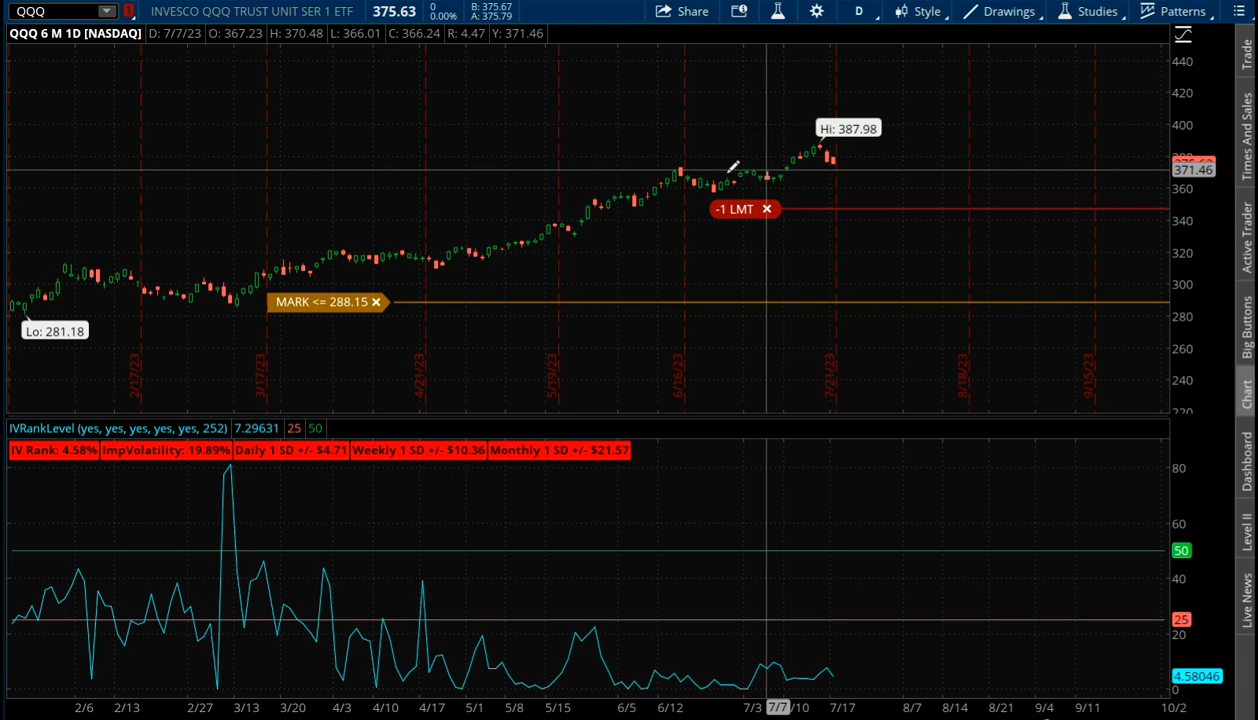 QQQ 1 INVESCO QQQ TRUST UNIT SER 1 ETF 375.63 0 0.00% B: 375.67 A: 375.79 Share D Style Drawings Studies Patterns
QQQ 6 M 1D [NASDAQ] D: 7/7/23 O: 367.23 H: 370.48 L: 366.01 C: 366.24 R: 4.47 Y: 371.46
440
420
400
Hi: 387.98
371.46
360
-1 LMT ×
340
320
300
MARK <= 288.15 ×
280
Lo: 281.18
260
240
220
2/17/23 3/17/23 4/21/23 5/19/23 6/16/23 7/21/23 8/18/23 9/15/23
IVRankLevel (yes, yes, yes, yes, yes, 252) 7.29631 25 50
IV Rank: 4.58% ImpVolatility: 19.89% Daily 1 SD +/- $4.71 Weekly 1 SD +/- $10.36 Monthly 1 SD +/- $21.57
80
60
50
40
25
20
4.58046
0
2/6 2/13 2/27 3/13 3/20 4/3 4/10 4/17 5/1 5/8 5/15 6/5 6/12 7/3 7/7 /10 7/17 8/7 8/14 8/21 9/4 9/11 10/2
Trade
Times And Sales
Active Trader
Big Buttons
Chart
Dashboard
Level II
Live News